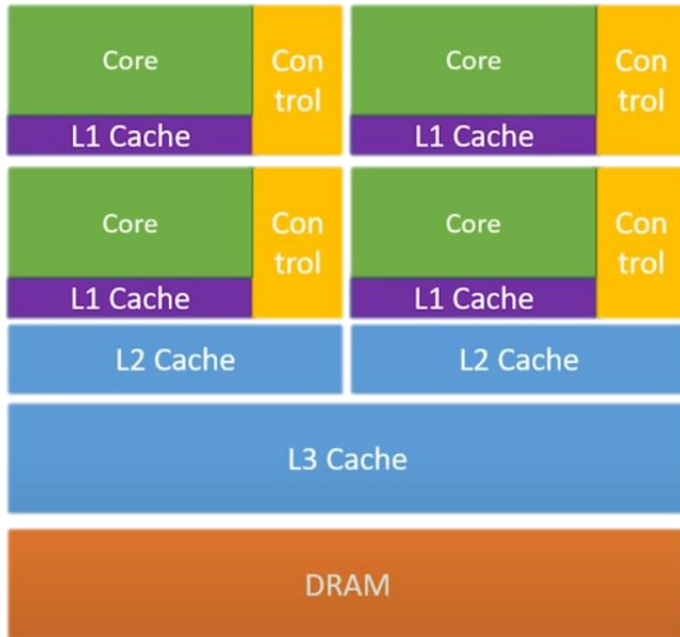 Core
Con
trol
L1 Cache
Core
Con
trol
L1 Cache
Core
Con
trol
L1 Cache
Core
Con
trol
L1 Cache
L2 Cache
L2 Cache
L3 Cache
DRAM